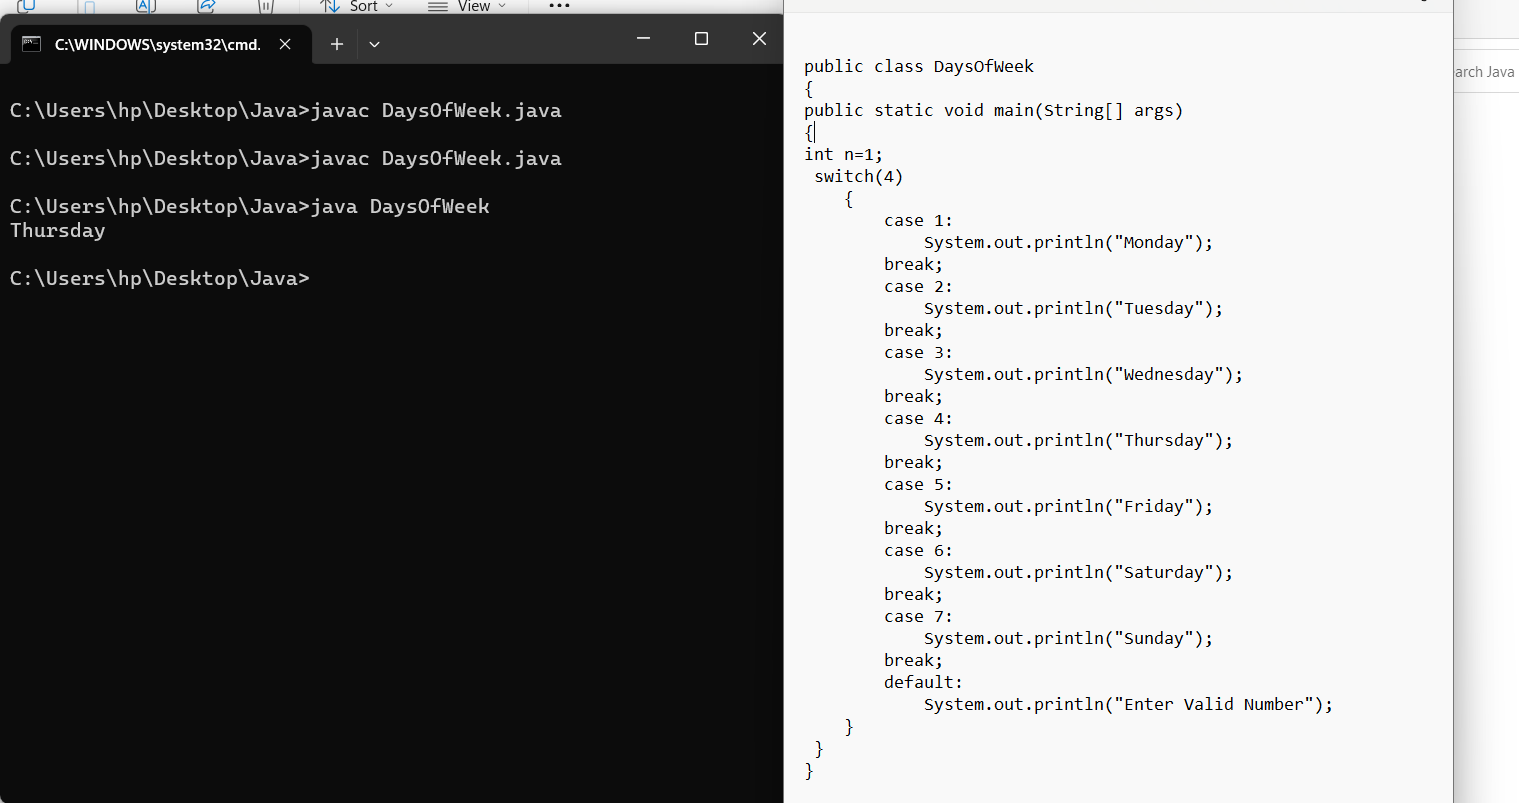 Sort
View
C:\WINDOWS\system32\cmd.
C:\Users\hp\Desktop\Java>javac DaysOfWeek.java
C:\Users\hp\Desktop\Java>javac DaysOfWeek.java
C:\Users\hp\Desktop\Java>java DaysOfWeek
Thursday
C:\Users\hp\Desktop\Java>
public class DaysOfWeek
{
public static void main(String[] args)
{
int n=1;
switch(4)
{
case 1:
System.out.println("Monday");
break;
case 2:
System.out.println("Tuesday");
break;
case 3:
System.out.println("Wednesday");
break;
case 4:
System.out.println("Thursday");
break;
case 5:
System.out.println("Friday");
break;
case 6:
System.out.println("Saturday");
break;
case 7:
System.out.println("Sunday");
break;
default:
System.out.println("Enter Valid Number");
}
}
}
arch Java